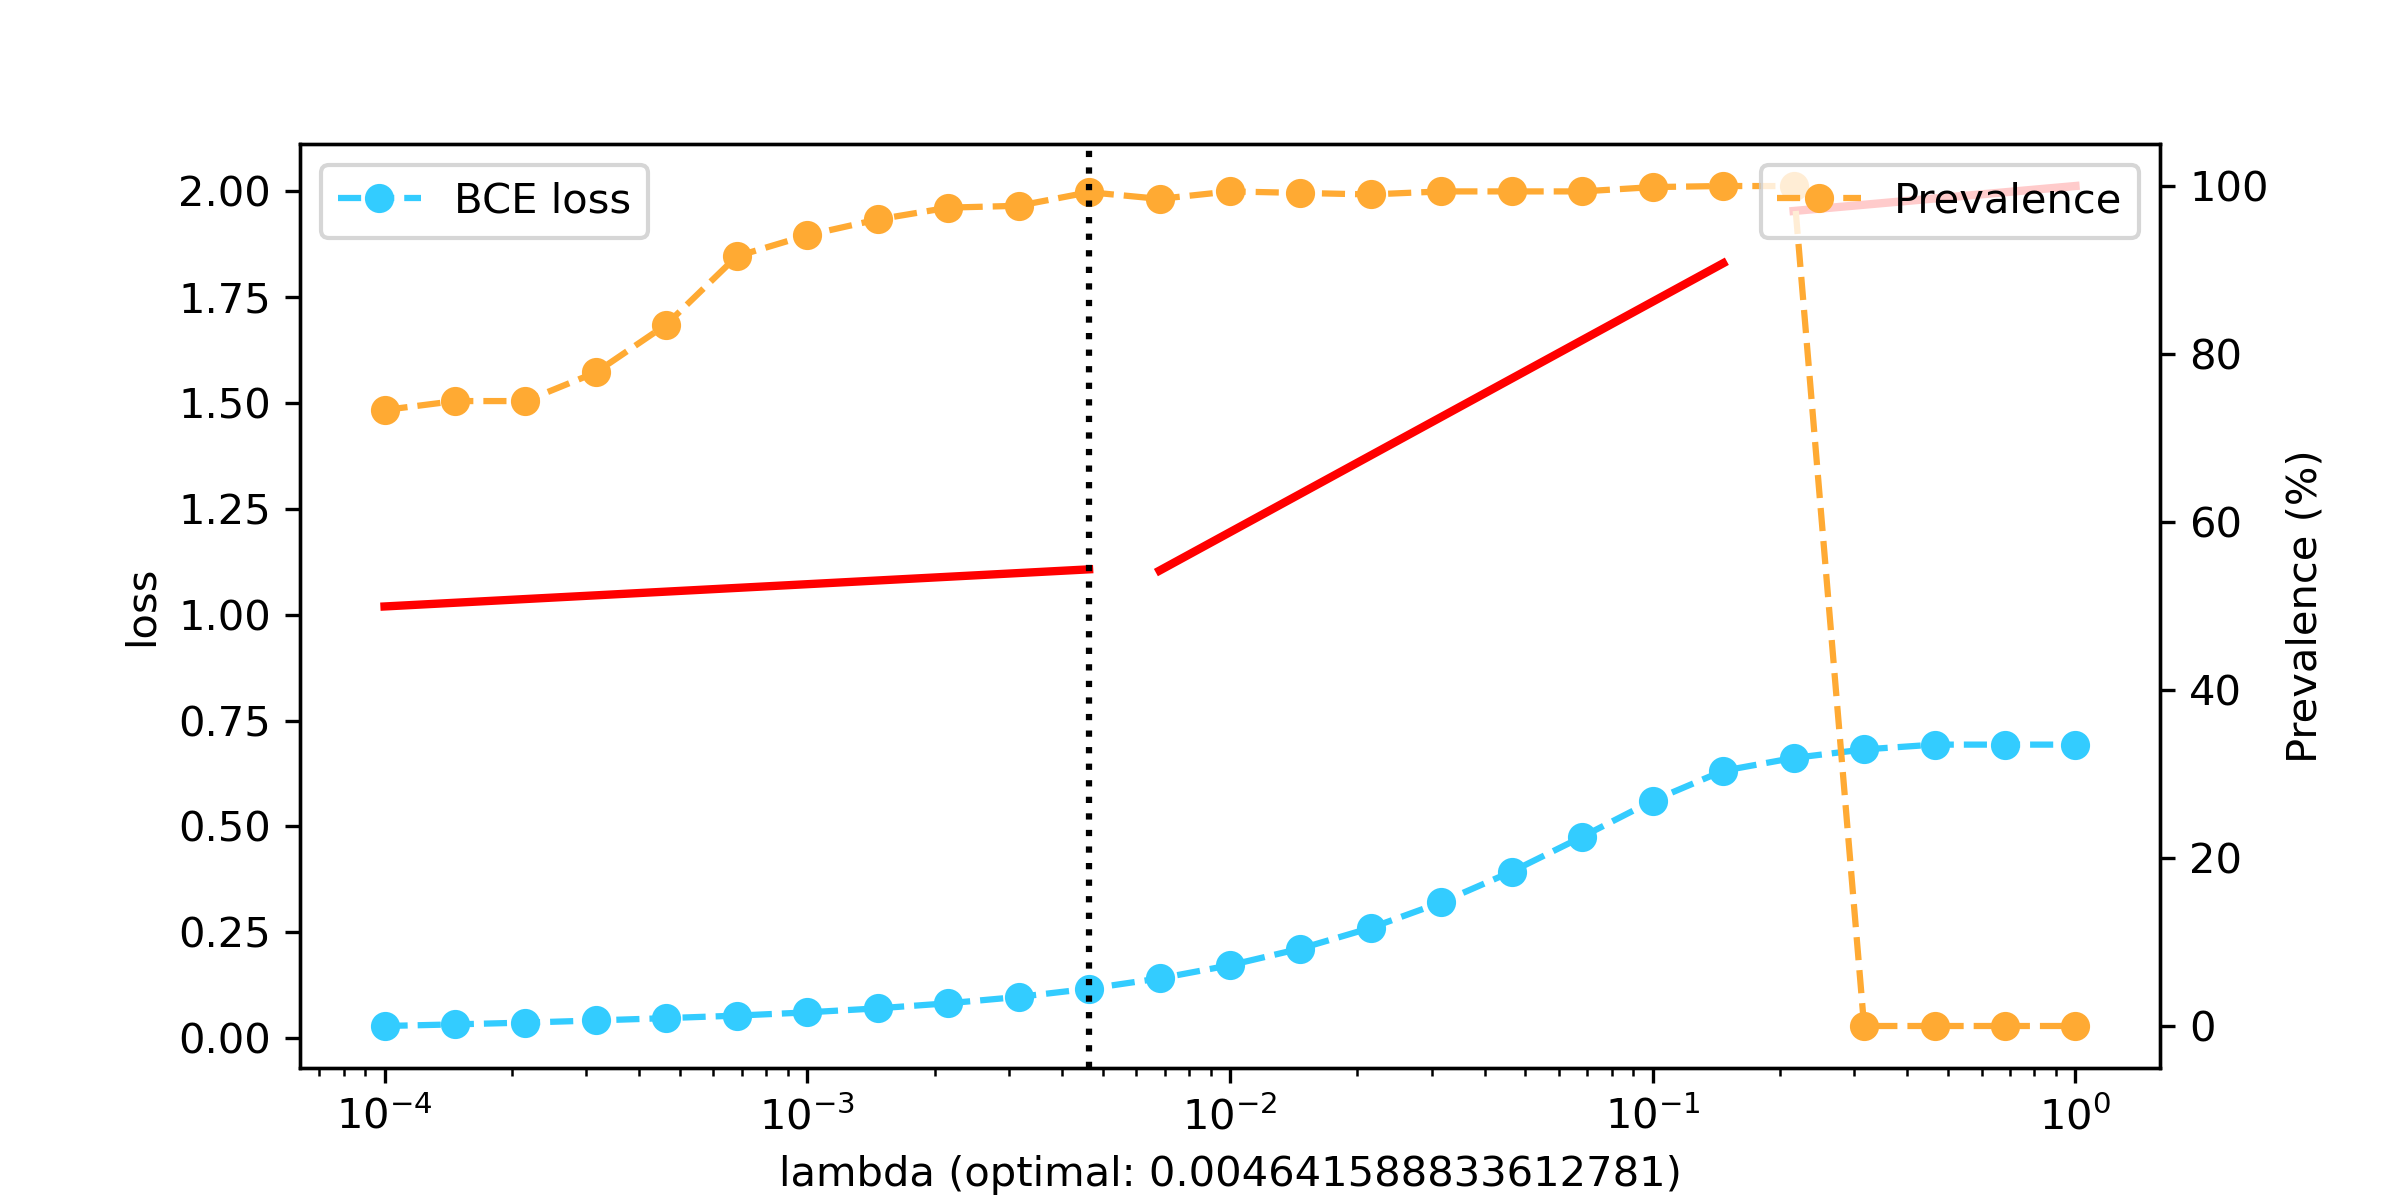 BCE loss
Prevalence
2.00
1.75
1.50
1.25
1.00
0.75
0.50
0.25
0.00
loss
100
80
60
40
20
0
Prevalence (%)
10⁻⁴ 10⁻³ 10⁻² 10⁻¹ 10⁰
lambda (optimal: 0.004641588833612781)